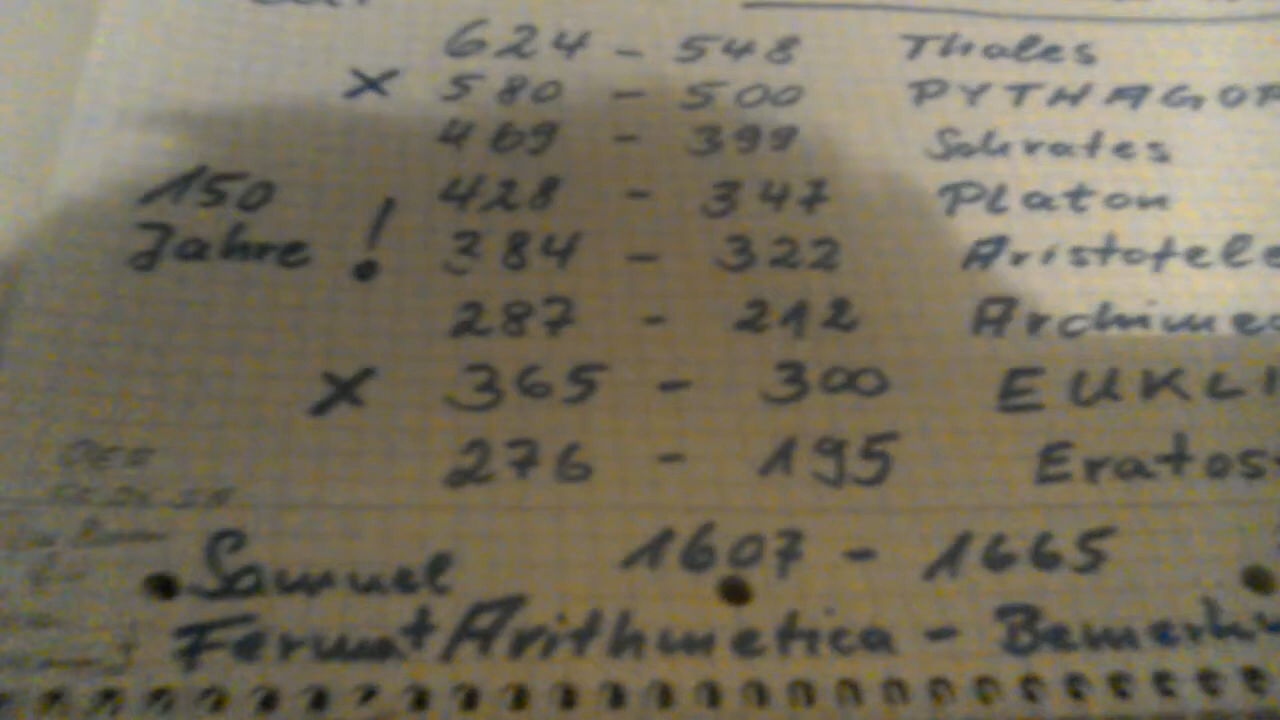 624 - 548 Thales
X 580 - 500 PYTHAGOR
469 - 399 Sokrates
150 428 - 347 Platon
Jahre ! 384 - 322 Aristotele
287 - 212 Archime
X 365 - 300 EUKLI
276 - 195 Eratos
Samuel 1607 - 1665
Fermat Arithmetica - Bemerku